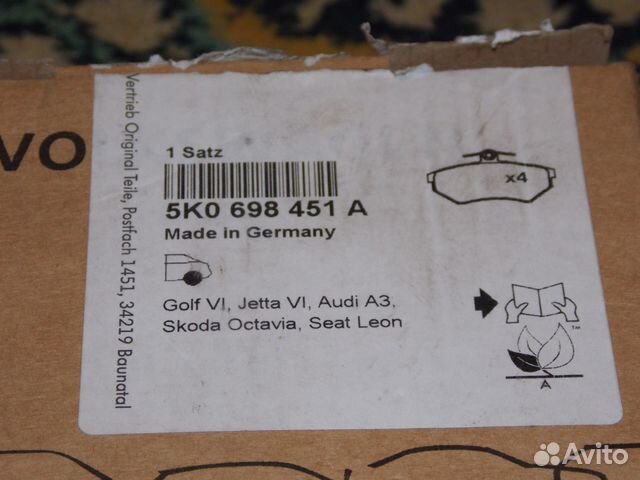 VO
1 Satz
5K0 698 451 A
Made in Germany
Golf VI, Jetta VI, Audi A3,
Skoda Octavia, Seat Leon
x4
TM
A
Vertrieb Original Teile, Postfach 1451, 34219 Baunatal
Avito